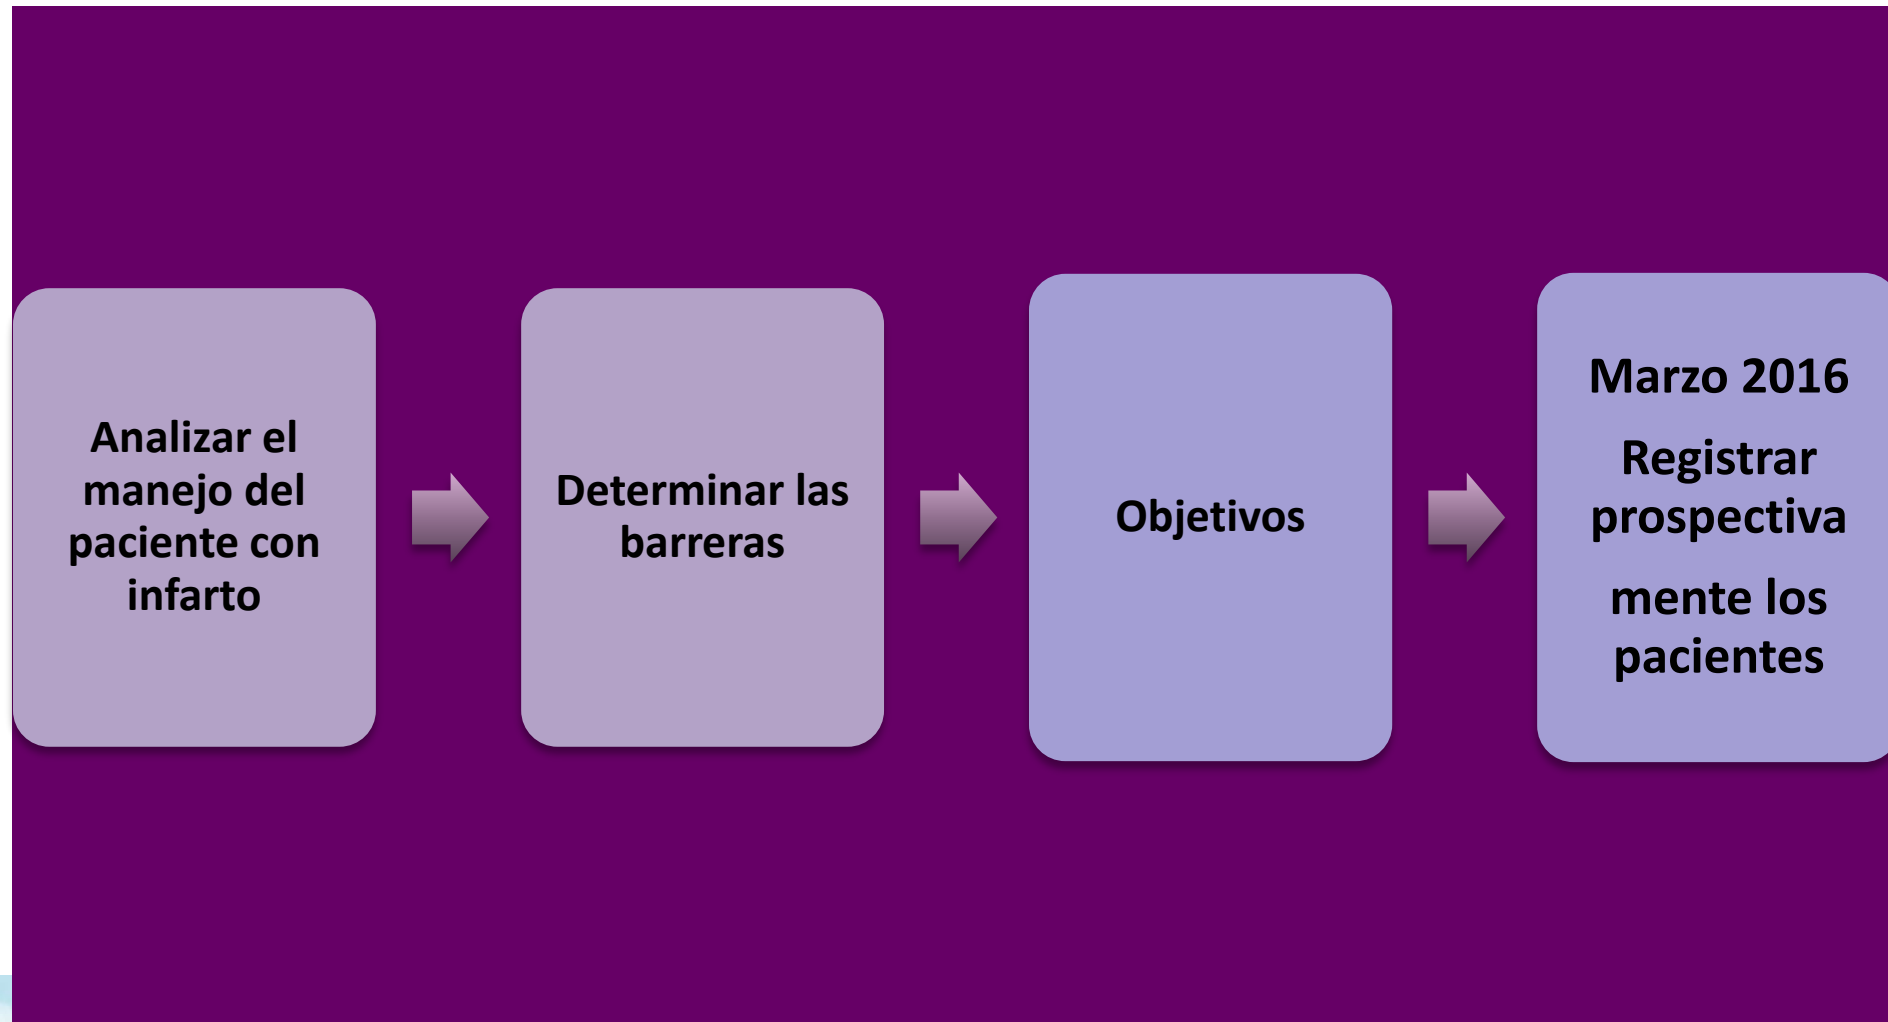 Analizar el
manejo del
paciente con
infarto
Determinar las
barreras
Objetivos
Marzo 2016
Registrar
prospectiva
mente los
pacientes